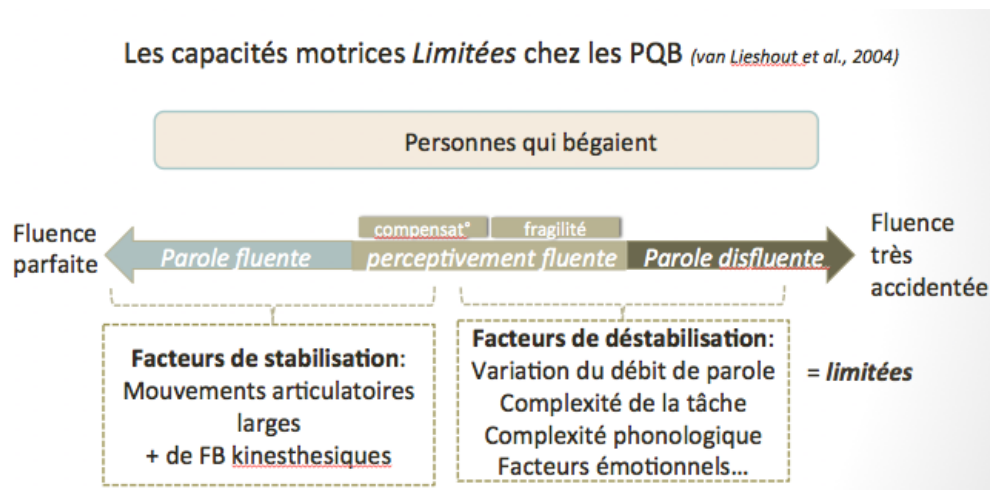 Les capacités motrices Limitées chez les PQB (van Lieshout et al., 2004)
Personnes qui bégaient
Fluence
parfaite
compensat°
fragilité
Parole fluente
perceptivement fluente
Parole disfluente
Fluence
très
accidentée
Facteurs de stabilisation:
Mouvements articulatoires
larges
+ de FB kinesthesiques
Facteurs de déstabilisation:
Variation du débit de parole
Complexité de la tâche
Complexité phonologique
Facteurs émotionnels...
= limitées